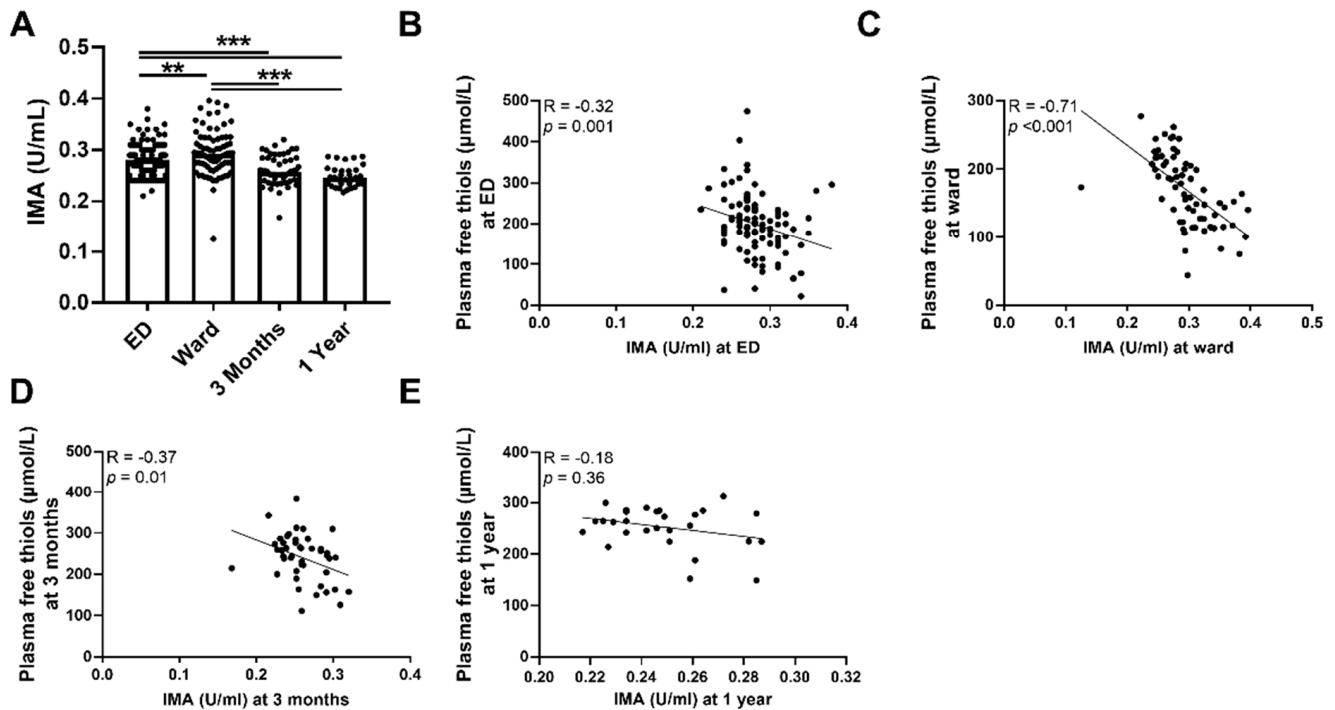 A
IMA (U/mL)
0.5
0.4
0.3
0.2
0.1
0.0
***
**
***
ED
Ward
3 Months
1 Year
B
Plasma free thiols (µmol/L)
at ED
500
400
300
200
100
0
R = -0.32
p = 0.001
0.0 0.1 0.2 0.3 0.4
IMA (U/ml) at ED
C
Plasma free thiols (µmol/L)
at ward
300
200
100
0
R = -0.71
p <0.001
0.0 0.1 0.2 0.3 0.4 0.5
IMA (U/ml) at ward
D
Plasma free thiols (µmol/L)
at 3 months
500
400
300
200
100
0
R = -0.37
p = 0.01
0.0 0.1 0.2 0.3 0.4
IMA (U/ml) at 3 months
E
Plasma free thiols (µmol/L)
at 1 year
400
300
200
100
0
R = -0.18
p = 0.36
0.20 0.22 0.24 0.26 0.28 0.30 0.32
IMA (U/ml) at 1 year